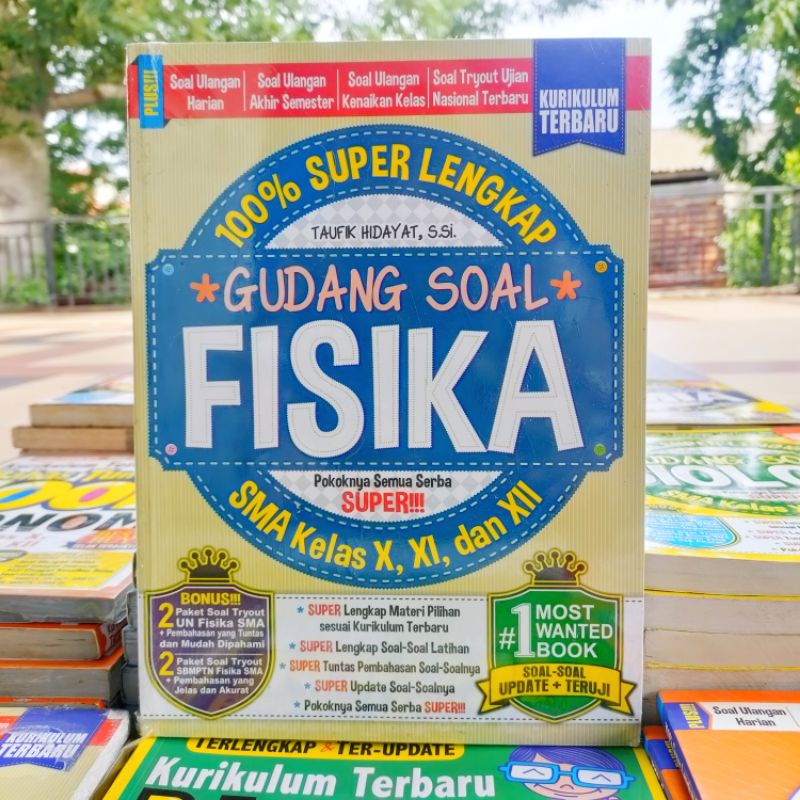 PLUS!!!
Soal Ulangan
Harian
Soal Ulangan
Akhir Semester
Soal Ulangan
Kenaikan Kelas
Soal Tryout Ujian
Nasional Terbaru
KURIKULUM
TERBARU
100% SUPER LENGKAP
TAUFIK HIDAYAT, S.Si.
*GUDANG SOAL*
FISIKA
Pokoknya Semua Serba
SUPER!!!
SMA Kelas X, XI, dan XII
BONUS!!!
2 Paket Soal Tryout
UN Fisika SMA
+ Pembahasan yang Tuntas
dan Mudah Dipahami
2 Paket Soal Tryout
SBMPTN Fisika SMA
+ Pembahasan yang
Jelas dan Akurat
* SUPER Lengkap Materi Pilihan
sesuai Kurikulum Terbaru
* SUPER Lengkap Soal-Soal Latihan
* SUPER Tuntas Pembahasan Soal-Soalnya
* SUPER Update Soal-Soalnya
* Pokoknya Semua Serba SUPER!!!
#1 MOST
WANTED
BOOK
SOAL-SOAL
UPDATE + TERUJI
KURIKULUM
TERBARU
TERLENGKAP & TER-UPDATE
Kurikulum Terbaru
PLUS!!!
Soal Ulangan
Harian